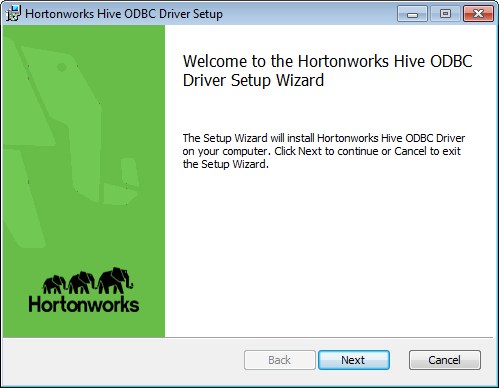 Hortonworks Hive ODBC Driver Setup
Welcome to the Hortonworks Hive ODBC
Driver Setup Wizard
The Setup Wizard will install Hortonworks Hive ODBC Driver
on your computer. Click Next to continue or Cancel to exit
the Setup Wizard.
Hortonworks
Back Next Cancel